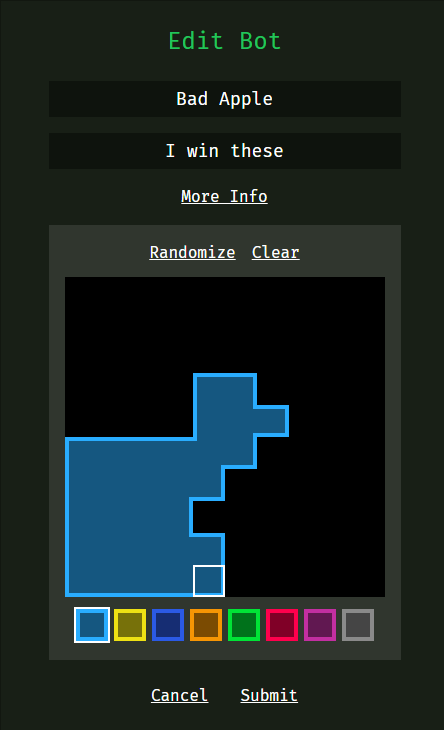 Edit Bot
Bad Apple
I win these
More Info
Randomize Clear
Cancel Submit